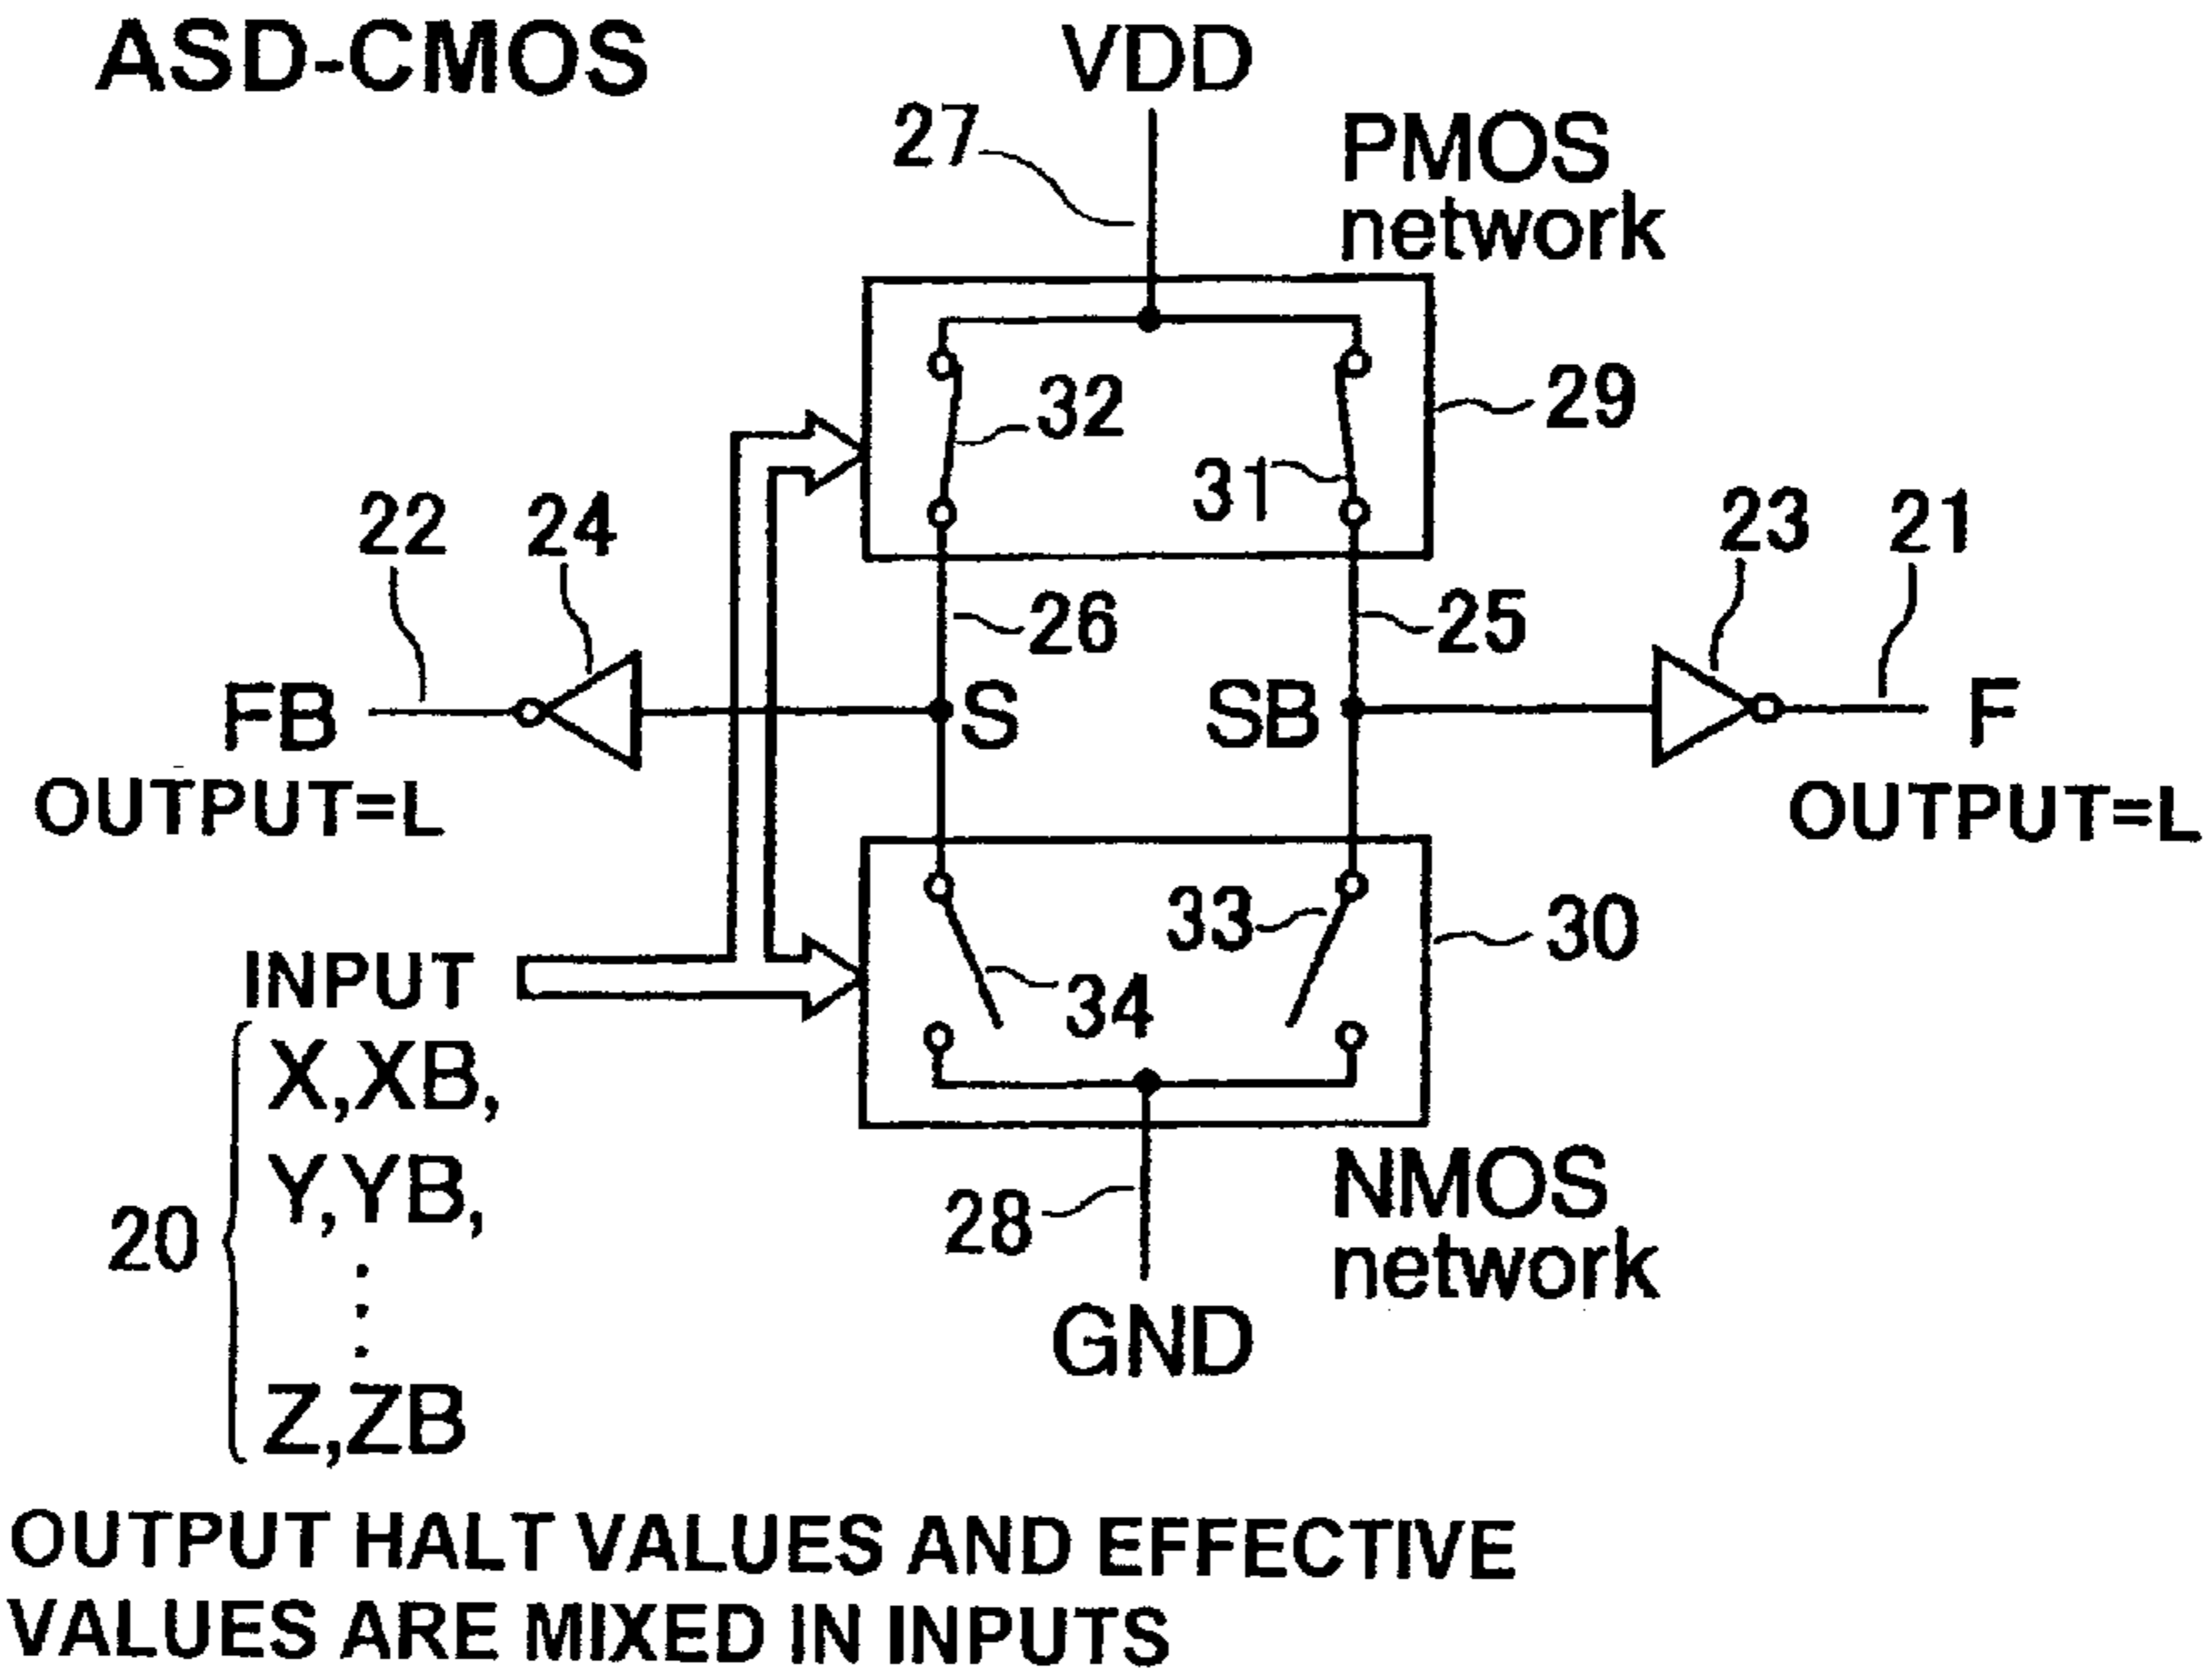 ASD-CMOS
VDD
27
PMOS
network
32
29
31
22
24
23
21
26
25
FB
S
SB
F
OUTPUT=L
OUTPUT=L
33
30
INPUT
34
X,XB,
Y,YB,
20
28
NMOS
network
GND
Z,ZB
OUTPUT HALT VALUES AND EFFECTIVE
VALUES ARE MIXED IN INPUTS